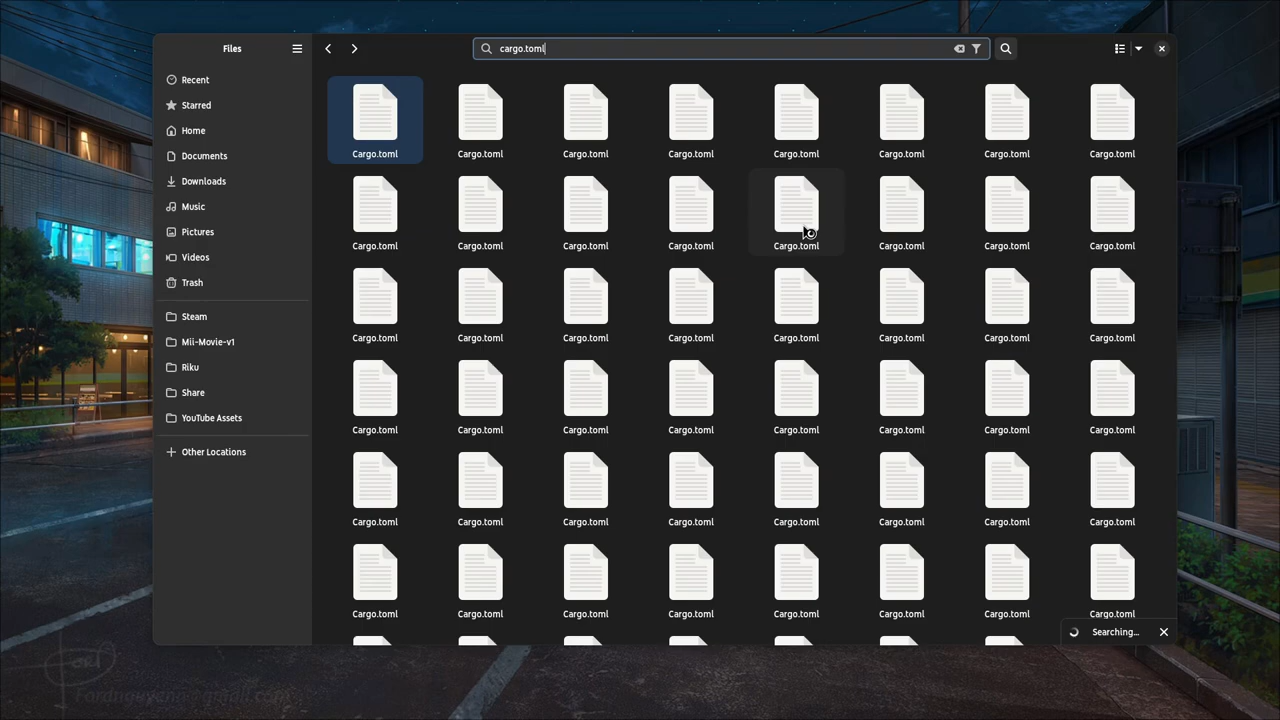 Files
cargo.toml
Recent
Starred
Home
Documents
Downloads
Music
Pictures
Videos
Trash
Steam
Mii-Movie-v1
Riku
Share
YouTube Assets
Other Locations
Cargo.toml Cargo.toml Cargo.toml Cargo.toml Cargo.toml Cargo.toml Cargo.toml Cargo.toml
Cargo.toml Cargo.toml Cargo.toml Cargo.toml Cargo.toml Cargo.toml Cargo.toml Cargo.toml
Cargo.toml Cargo.toml Cargo.toml Cargo.toml Cargo.toml Cargo.toml Cargo.toml Cargo.toml
Cargo.toml Cargo.toml Cargo.toml Cargo.toml Cargo.toml Cargo.toml Cargo.toml Cargo.toml
Cargo.toml Cargo.toml Cargo.toml Cargo.toml Cargo.toml Cargo.toml Cargo.toml Cargo.toml
Cargo.toml Cargo.toml Cargo.toml Cargo.toml Cargo.toml Cargo.toml Cargo.toml Cargo.toml
Searching...